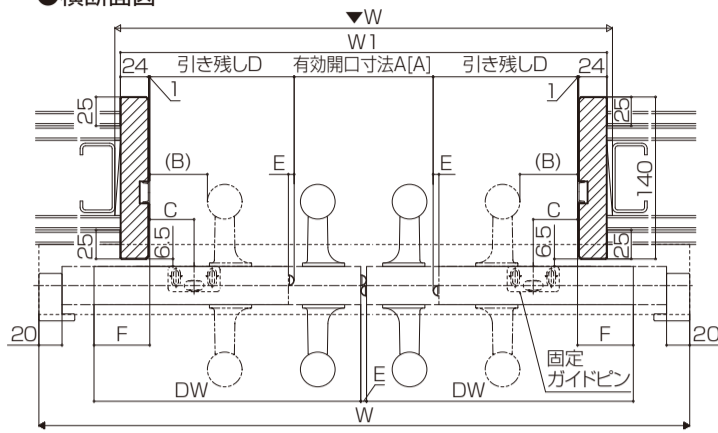 ●横断面図
▼W
W1
24 引き残しD 有効開口寸法A[A] 引き残しD 24
1 1
25 25
(B) E E (B)
140
C C
25 6.5 6.5 25
20 F F 20
固定
ガイドピン
DW E DW
W